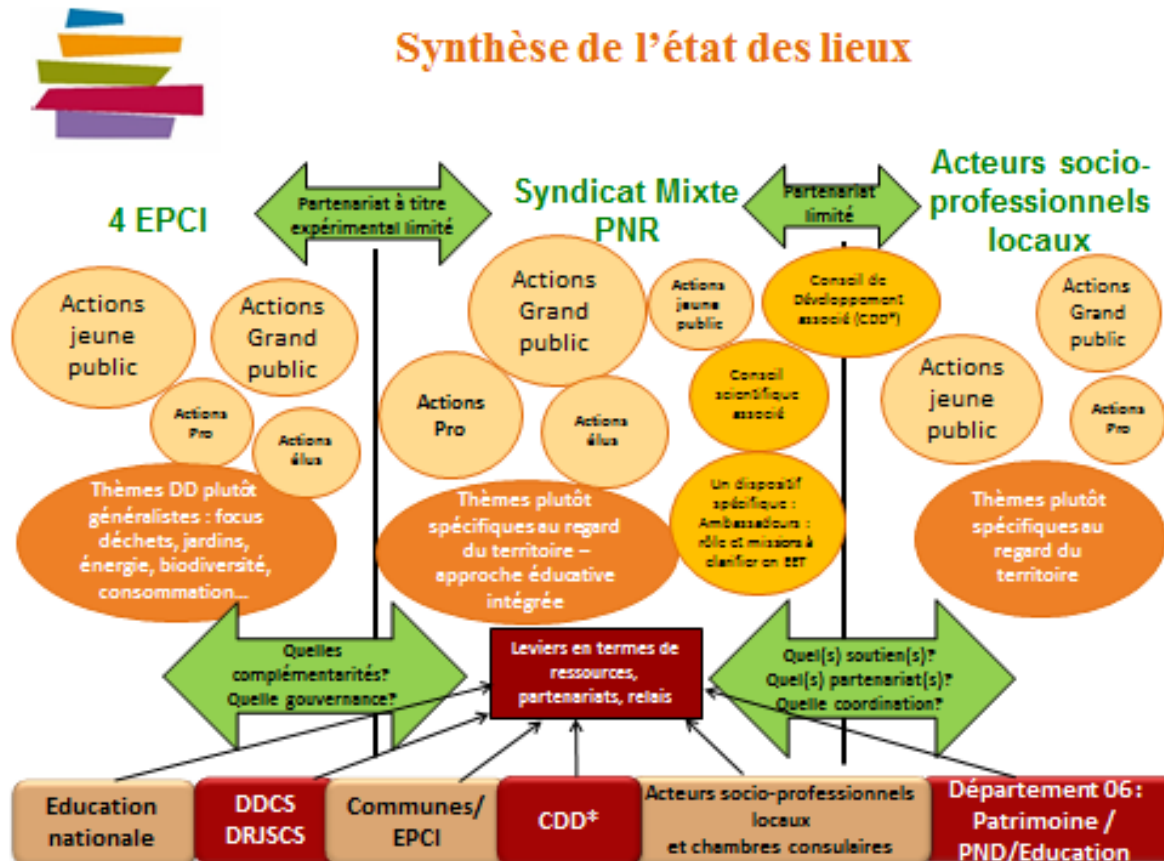 Synthèse de l'état des lieux
4 EPCI
Partenariat à titre
expérimental limité
Syndicat Mixte
PNR
Partenariat
limité
Acteurs socio-
professionnels
locaux
Actions
jeune
public
Actions
Grand
public
Actions
Pro
Actions
élus
Thèmes DD plutôt
généralistes : focus
déchets, jardins,
énergie, biodiversité,
consommation...
Actions
Grand
public
Actions
jeune
public
Actions
Pro
Actions
élus
Conseil de
Développement
associé (CDD*)
Conseil
scientifique
associé
Un dispositif
spécifique :
Ambassadeurs :
rôle et missions à
clarifier en EET
Thèmes plutôt
spécifiques au regard
du territoire –
approche éducative
intégrée
Actions
Grand
public
Actions
jeune
public
Actions
Pro
Thèmes plutôt
spécifiques au
regard du
territoire
Quelles
complémentarités?
Quelle gouvernance?
Leviers en termes de
ressources,
partenariats, relais
Quel(s) soutien(s)?
Quel(s) partenariat(s)?
Quelle coordination?
Education
nationale
DDCS
DRJSCS
Communes/
EPCI
CDD*
Acteurs socio-professionnels
locaux
et chambres consulaires
Département 06 :
Patrimoine /
PND/Education